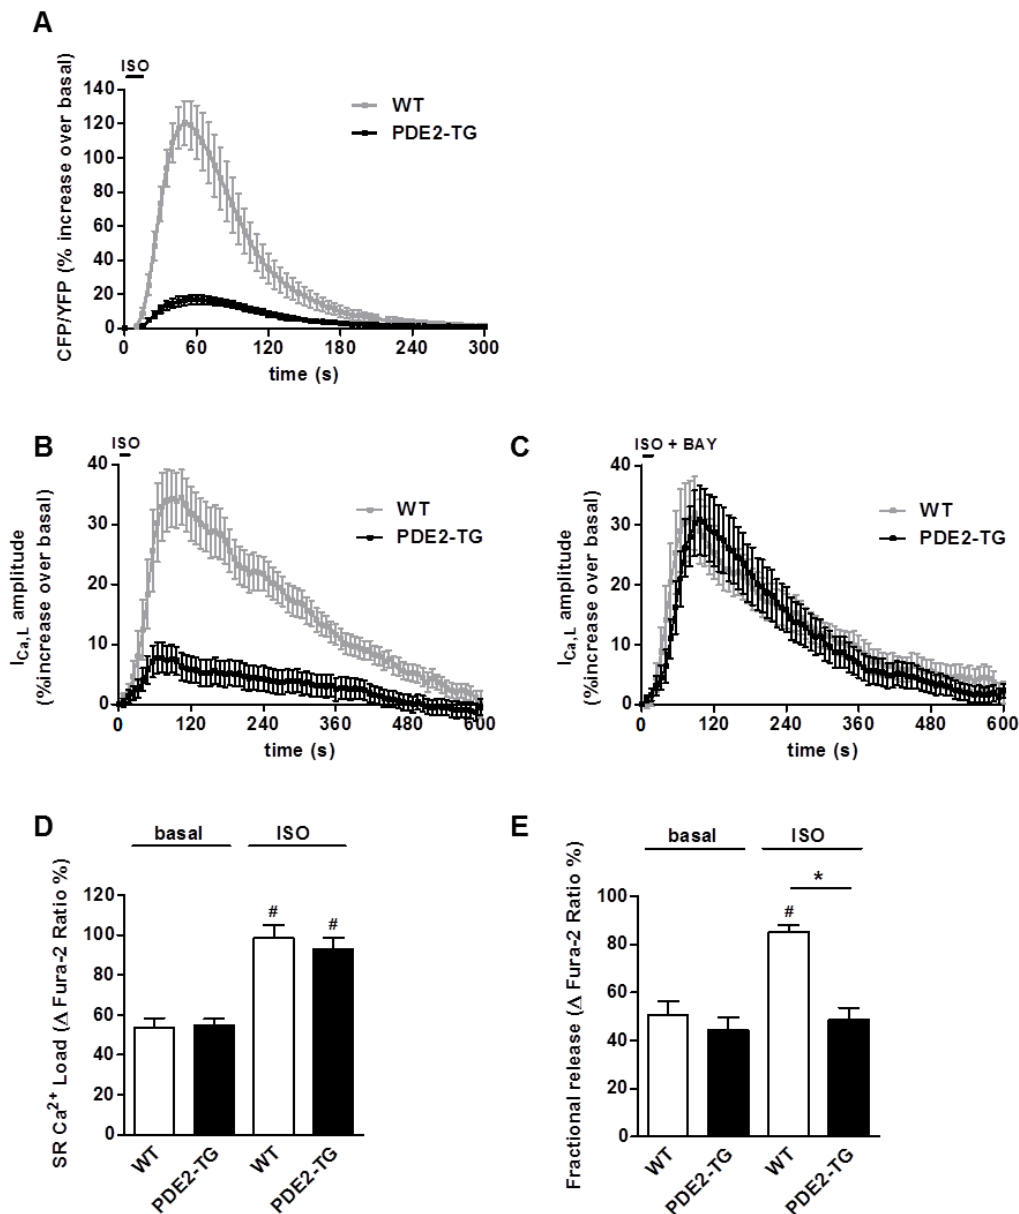 A
ISO
CFP/YFP (% increase over basal)
140
120
100
80
60
40
20
0
WT
PDE2-TG
0 60 120 180 240 300
time (s)
B
ISO
I_Ca,L amplitude
(%increase over basal)
40
30
20
10
0
WT
PDE2-TG
0 120 240 360 480 600
time (s)
C
ISO + BAY
I_Ca,L amplitude
(%increase over basal)
40
30
20
10
0
WT
PDE2-TG
0 120 240 360 480 600
time (s)
D
basal ISO
SR Ca²⁺ Load (Δ Fura-2 Ratio %)
120
100
80
60
40
20
0
# #
WT PDE2-TG WT PDE2-TG
E
basal ISO
Fractional release (Δ Fura-2 Ratio %)
100
80
60
40
20
0
*
#
WT PDE2-TG WT PDE2-TG